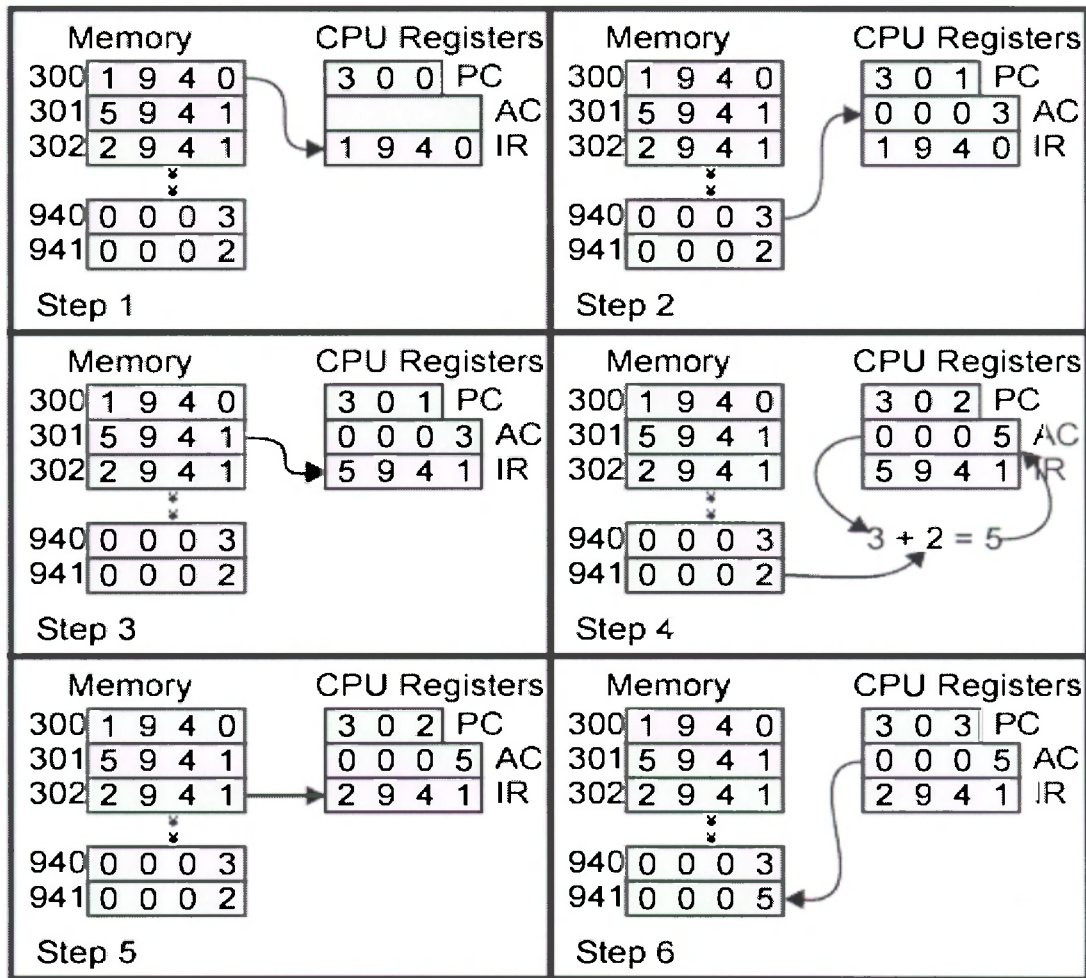 Memory CPU Registers
300 1 9 4 0 3 0 0 PC
301 5 9 4 1 AC
302 2 9 4 1 1 9 4 0 IR
940 0 0 0 3
941 0 0 0 2
Step 1
Memory CPU Registers
300 1 9 4 0 3 0 1 PC
301 5 9 4 1 0 0 0 3 AC
302 2 9 4 1 1 9 4 0 IR
940 0 0 0 3
941 0 0 0 2
Step 2
Memory CPU Registers
300 1 9 4 0 3 0 1 PC
301 5 9 4 1 0 0 0 3 AC
302 2 9 4 1 5 9 4 1 IR
940 0 0 0 3
941 0 0 0 2
Step 3
Memory CPU Registers
300 1 9 4 0 3 0 2 PC
301 5 9 4 1 0 0 0 5 AC
302 2 9 4 1 5 9 4 1 IR
940 0 0 0 3 3 + 2 = 5
941 0 0 0 2
Step 4
Memory CPU Registers
300 1 9 4 0 3 0 2 PC
301 5 9 4 1 0 0 0 5 AC
302 2 9 4 1 2 9 4 1 IR
940 0 0 0 3
941 0 0 0 2
Step 5
Memory CPU Registers
300 1 9 4 0 3 0 3 PC
301 5 9 4 1 0 0 0 5 AC
302 2 9 4 1 2 9 4 1 IR
940 0 0 0 3
941 0 0 0 5
Step 6